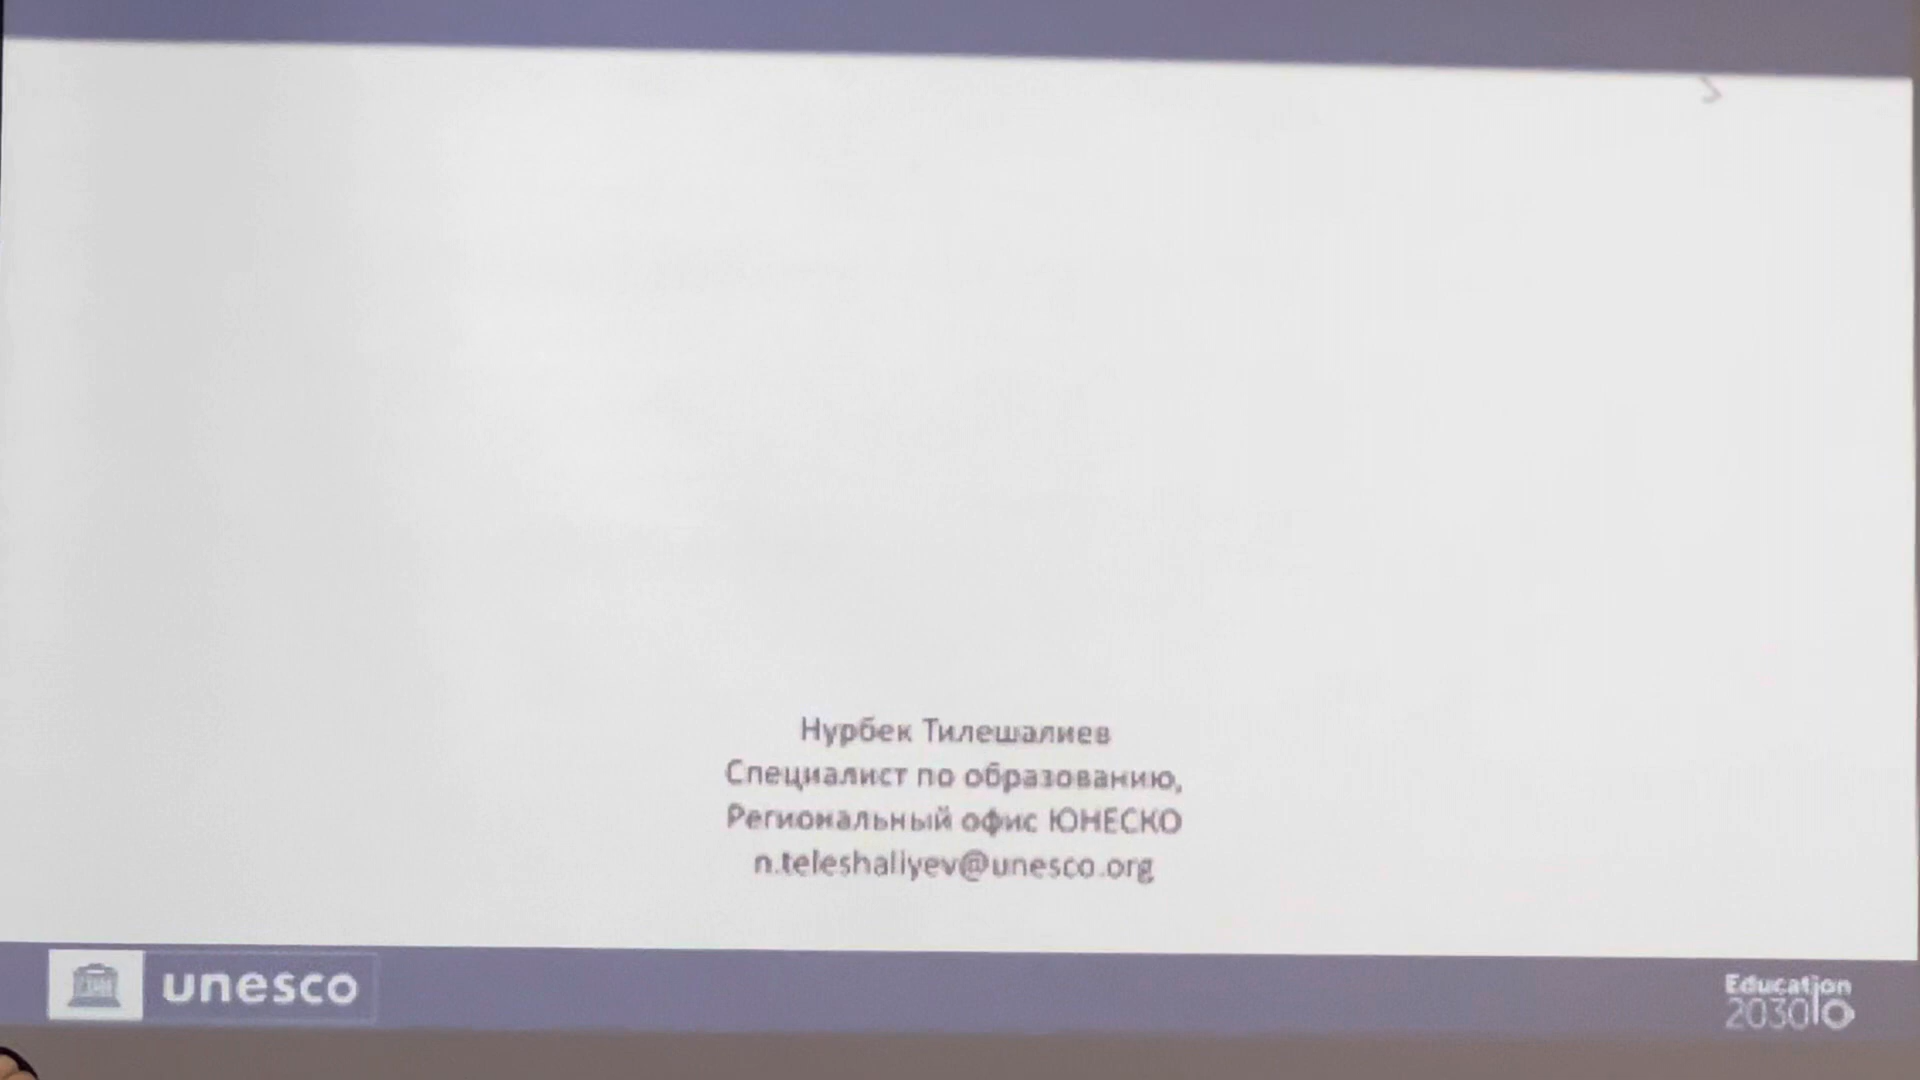 Нурбек Тилешалиев
Специалист по образованию,
Региональный офис ЮНЕСКО
n.teleshaliyev@unesco.org
unesco
Education
2030